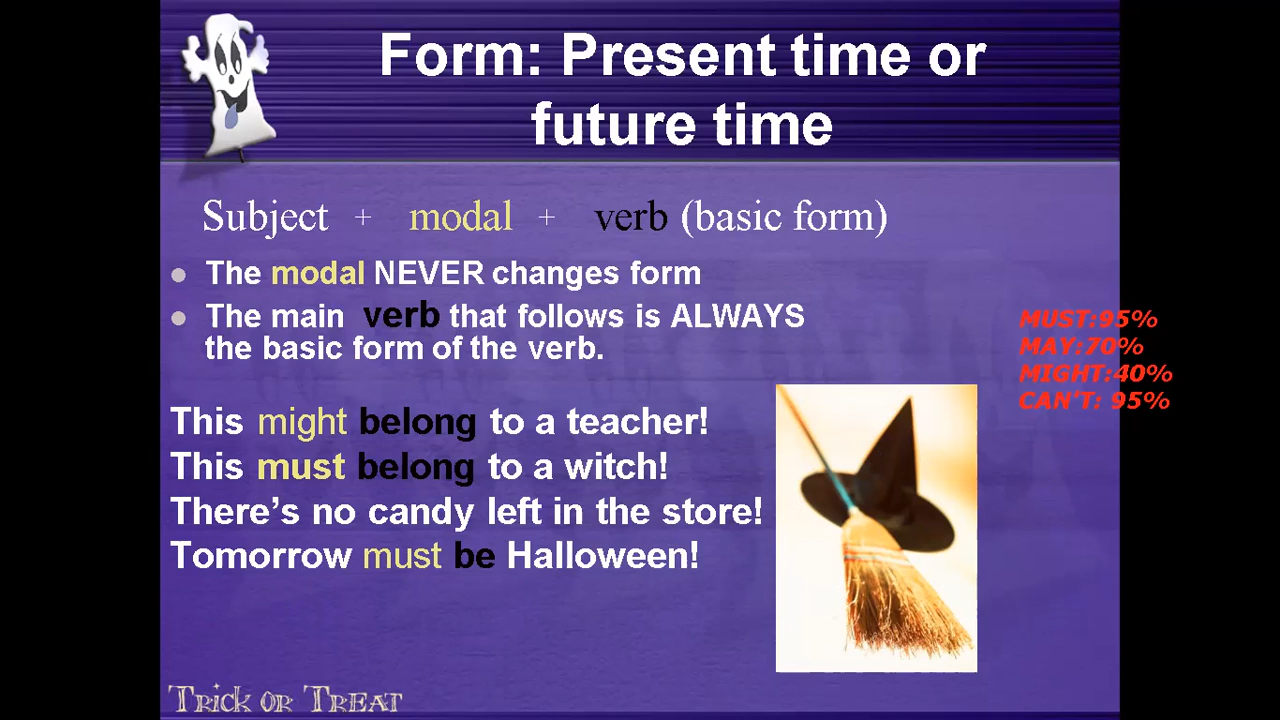 Form: Present time or
future time
Subject + modal + verb (basic form)
The modal NEVER changes form
The main verb that follows is ALWAYS
the basic form of the verb.
MUST:95%
MAY:70%
MIGHT:40%
CAN'T: 95%
This might belong to a teacher!
This must belong to a witch!
There's no candy left in the store!
Tomorrow must be Halloween!
Trick or Treat